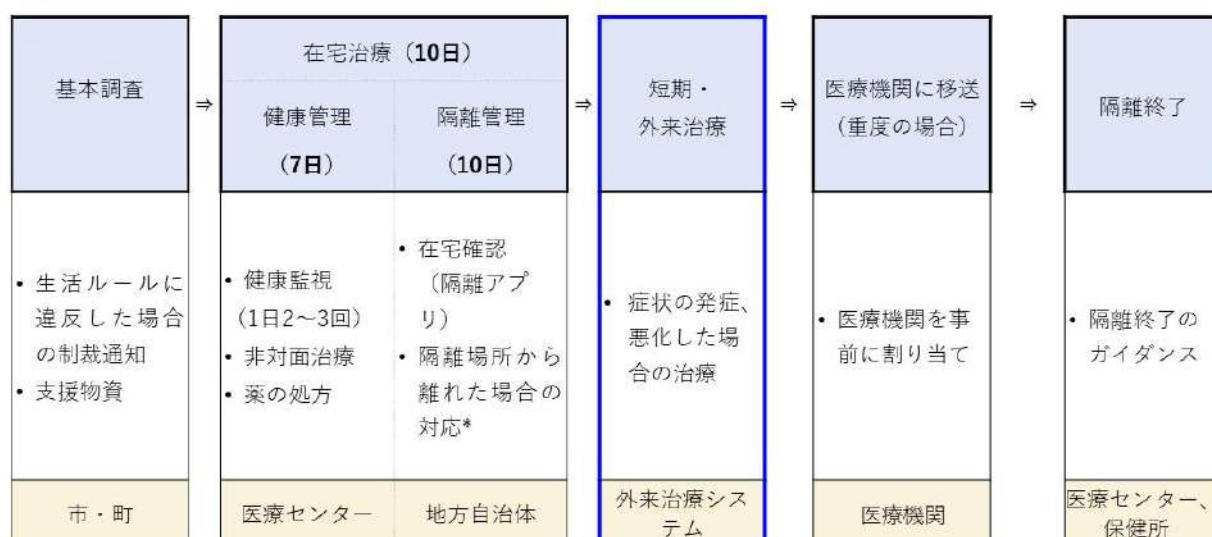 基本調査
⇒
在宅治療（10日）
健康管理
（7日）
隔離管理
（10日）
⇒
短期・
外来治療
⇒
医療機関に移送
（重度の場合）
⇒
隔離終了
• 生活ルールに
違反した場合
の制裁通知
• 支援物資
• 健康監視
（1日2～3回）
• 非対面治療
• 薬の処方
• 在宅確認
（隔離アプ
リ）
• 隔離場所から
離れた場合の
対応*
• 症状の発症、
悪化した場
合の治療
• 医療機関を事
前に割り当て
• 隔離終了の
ガイダンス
市・町
医療センター
地方自治体
外来治療シス
テム
医療機関
医療センター、
保健所